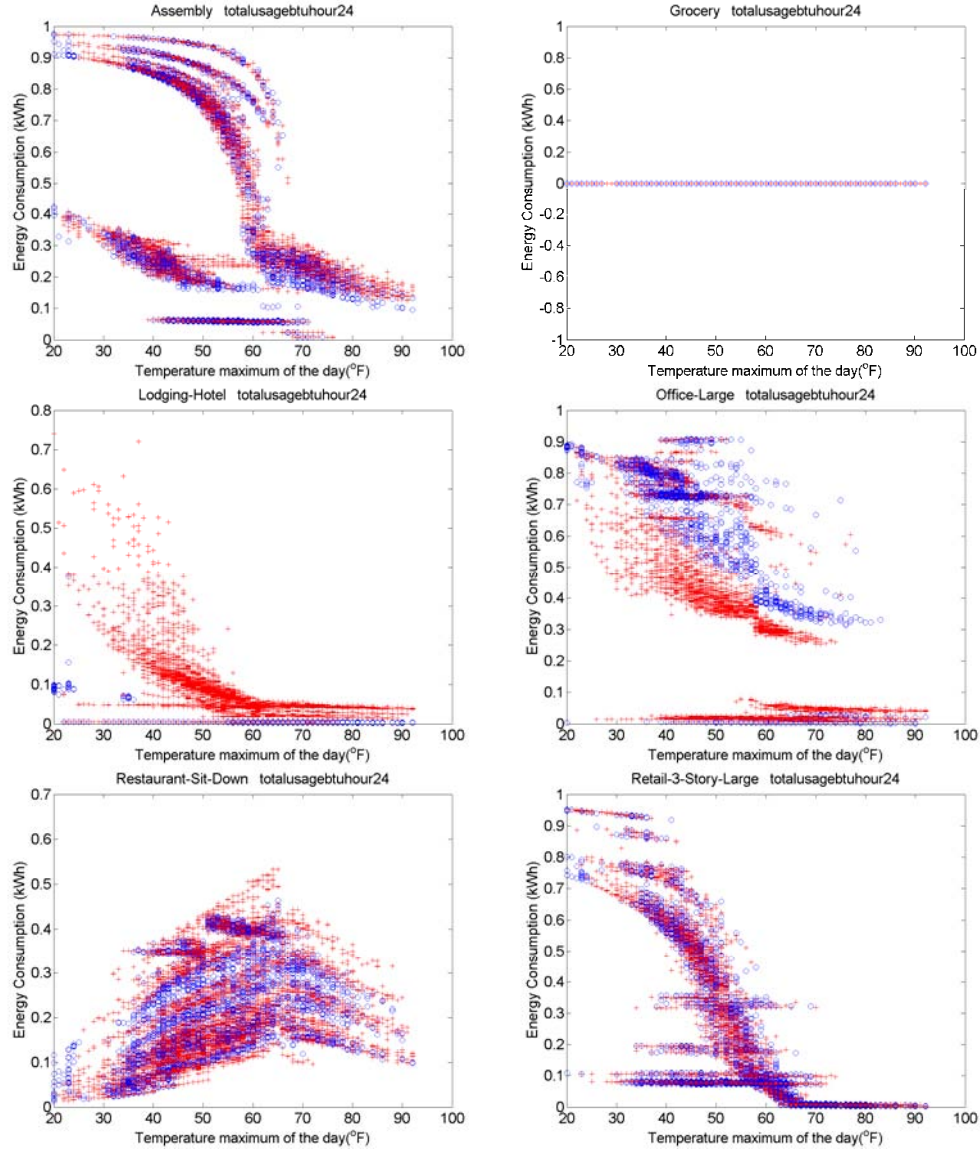 Assembly totalusagebtuhour24
Energy Consumption (kWh)
1
0.9
0.8
0.7
0.6
0.5
0.4
0.3
0.2
0.1
0
20 30 40 50 60 70 80 90 100
Temperature maximum of the day(°F)
Grocery totalusagebtuhour24
Energy Consumption (kWh)
1
0.8
0.6
0.4
0.2
0
-0.2
-0.4
-0.6
-0.8
-1
20 30 40 50 60 70 80 90 100
Temperature maximum of the day(°F)
Lodging-Hotel totalusagebtuhour24
Energy Consumption (kWh)
0.8
0.7
0.6
0.5
0.4
0.3
0.2
0.1
0
20 30 40 50 60 70 80 90 100
Temperature maximum of the day(°F)
Office-Large totalusagebtuhour24
Energy Consumption (kWh)
1
0.9
0.8
0.7
0.6
0.5
0.4
0.3
0.2
0.1
0
20 30 40 50 60 70 80 90 100
Temperature maximum of the day(°F)
Restaurant-Sit-Down totalusagebtuhour24
Energy Consumption (kWh)
0.7
0.6
0.5
0.4
0.3
0.2
0.1
0
20 30 40 50 60 70 80 90 100
Temperature maximum of the day(°F)
Retail-3-Story-Large totalusagebtuhour24
Energy Consumption (kWh)
1
0.9
0.8
0.7
0.6
0.5
0.4
0.3
0.2
0.1
0
20 30 40 50 60 70 80 90 100
Temperature maximum of the day(°F)